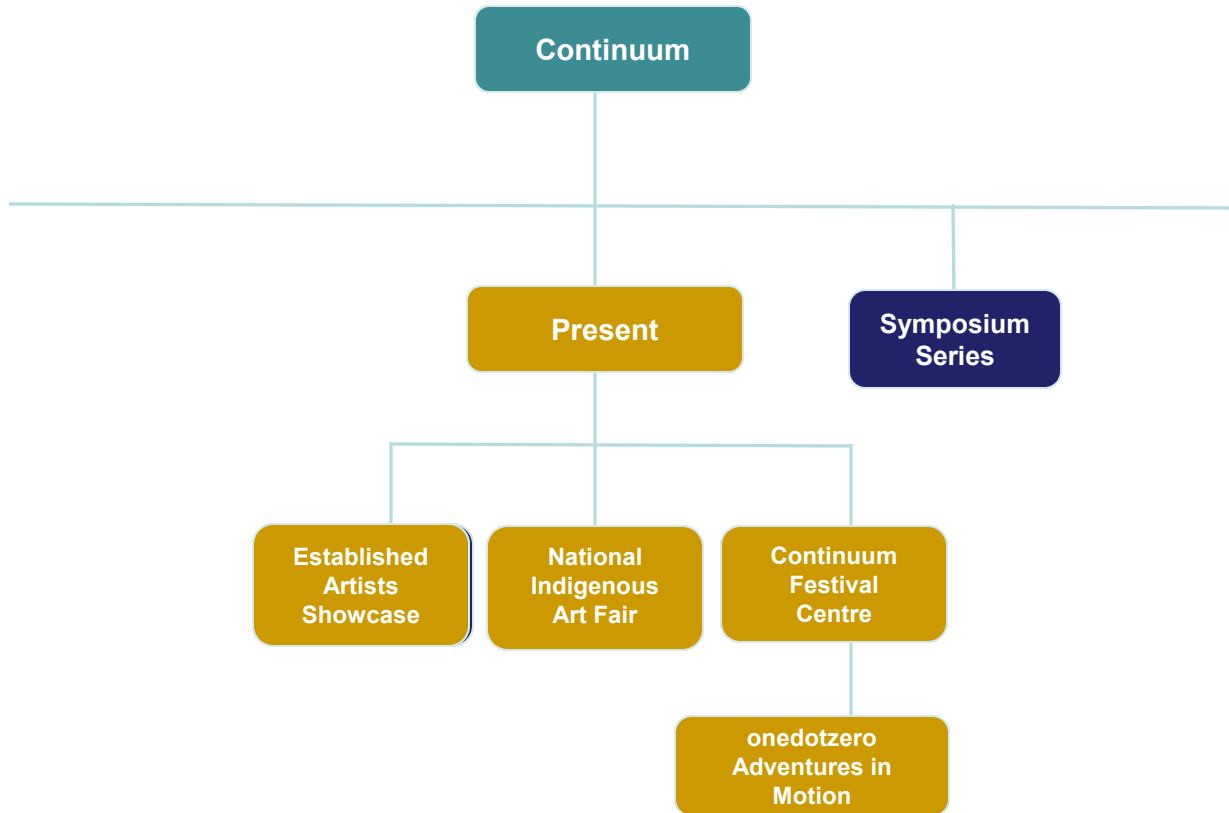 Continuum
Present
Symposium
Series
Established
Artists
Showcase
National
Indigenous
Art Fair
Continuum
Festival
Centre
onedotzero
Adventures in
Motion